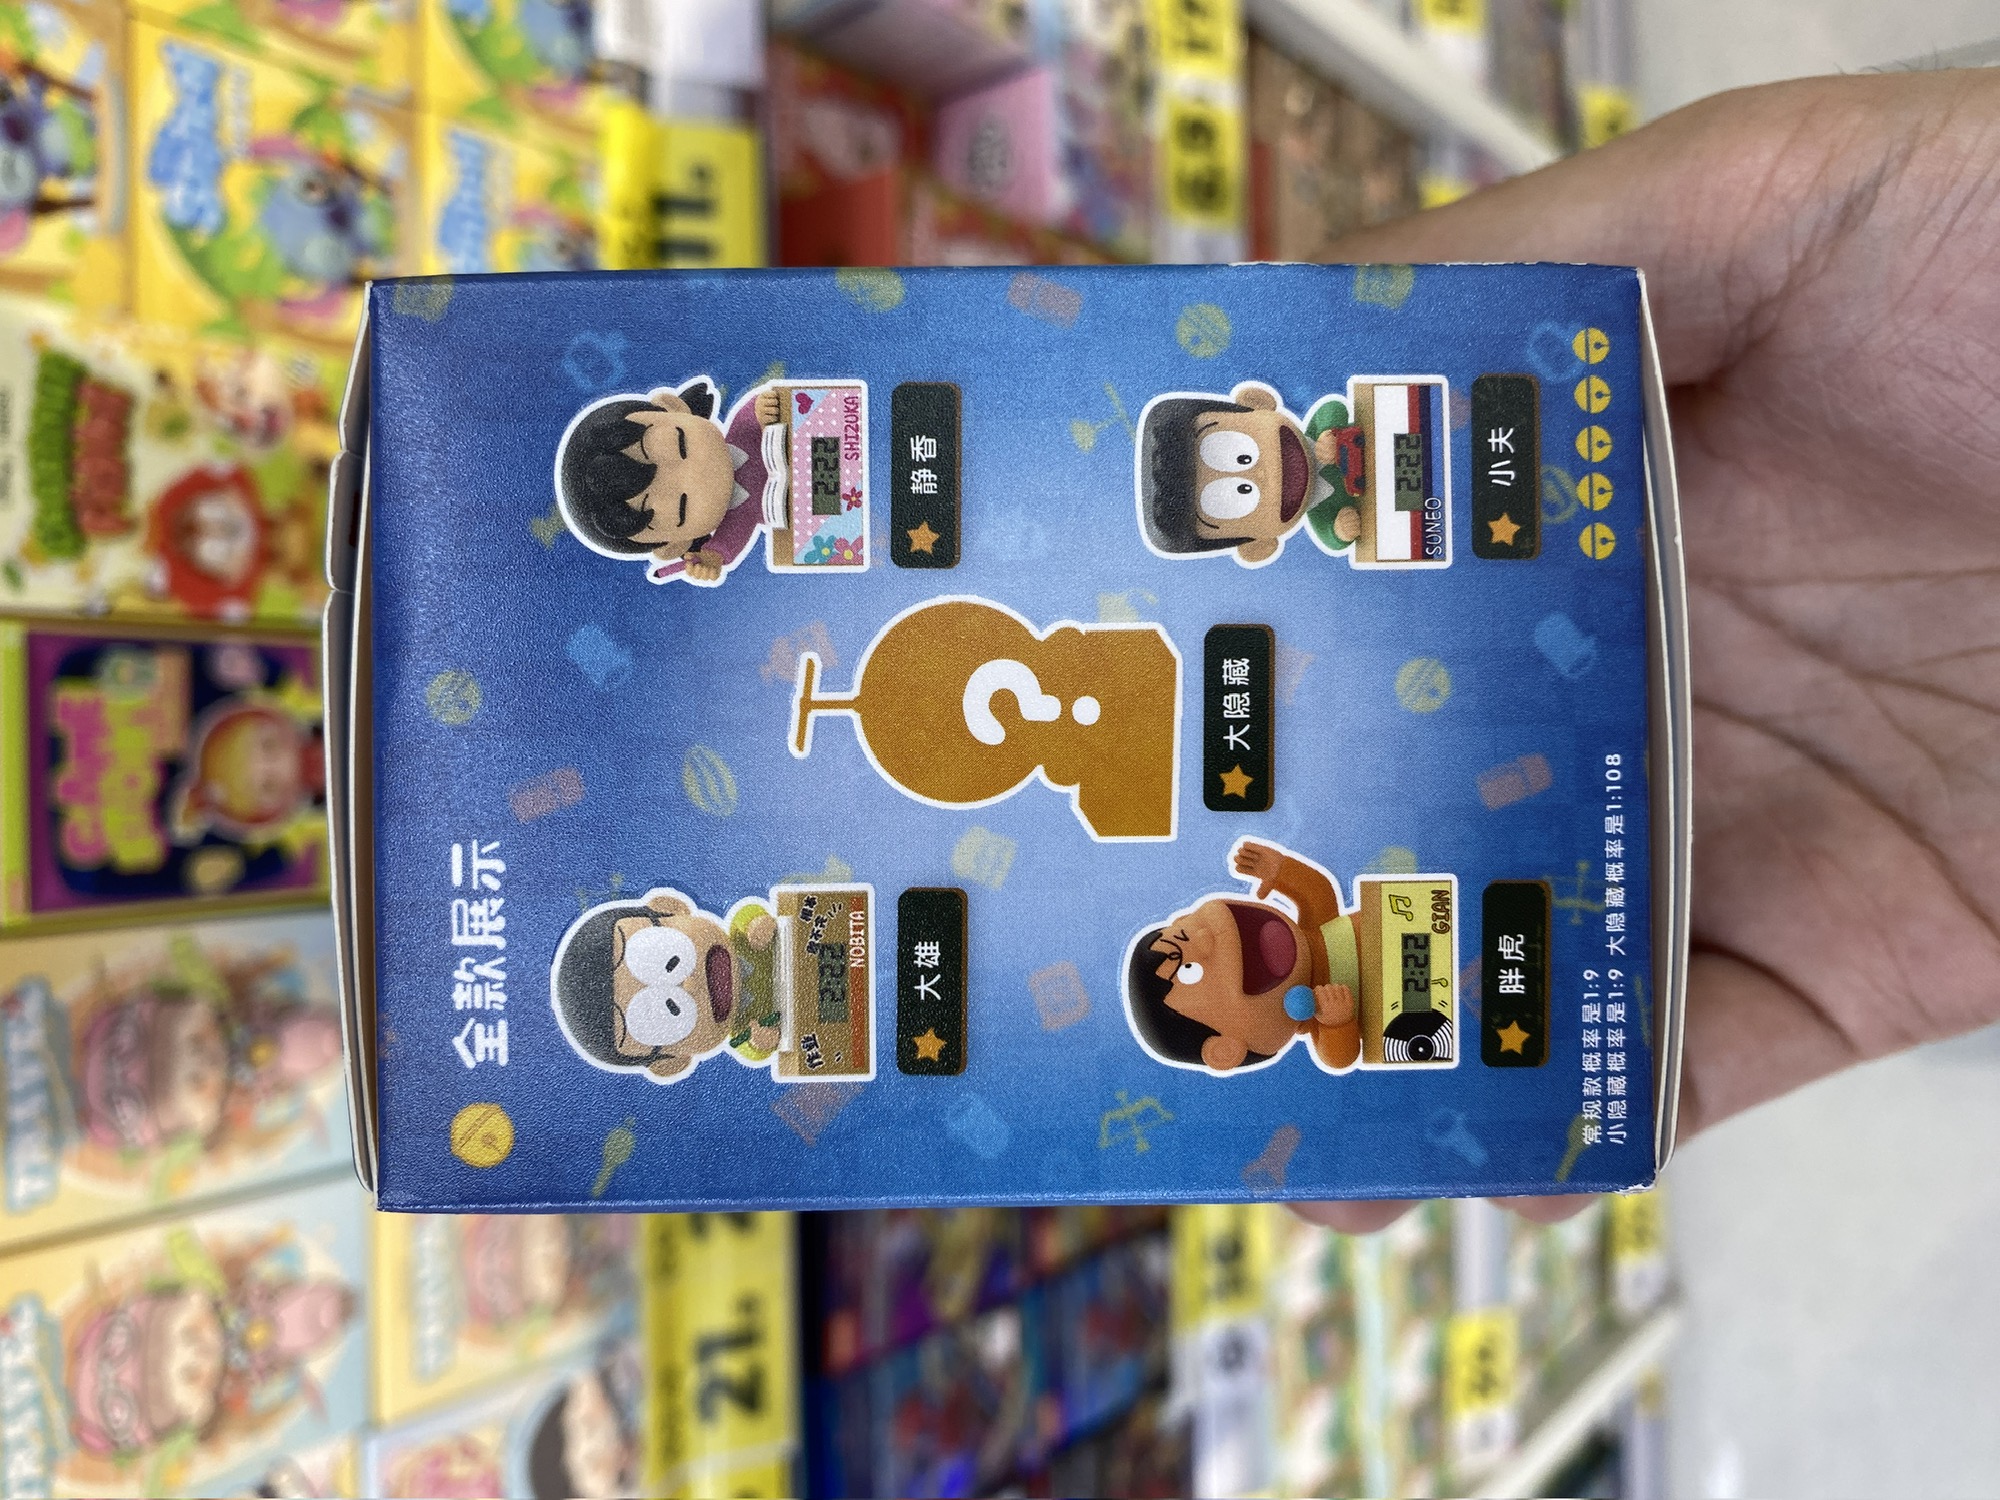 全款展示
大雄
静香
大隐藏
胖虎
小夫
作业
NOBITA
2:22
SHIZUKA
2:22
GIAN
2:22
SUNEO
2:22
常规款概率是1:9
小隐藏概率是1:9 大隐藏概率是1:108
11.
21.